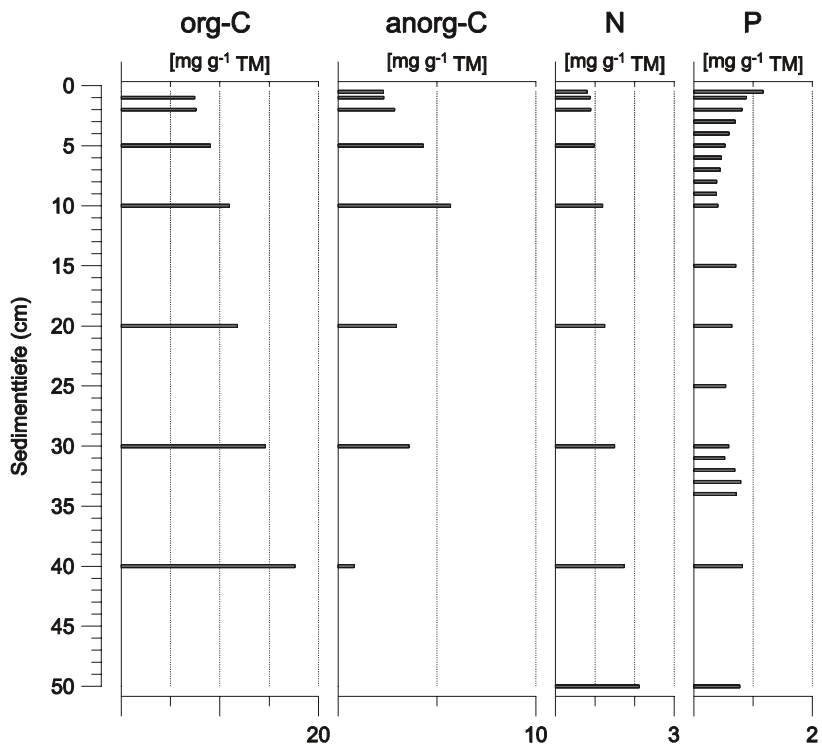 org-C anorg-C N P
[mg g⁻¹ TM] [mg g⁻¹ TM] [mg g⁻¹ TM] [mg g⁻¹ TM]
0
5
10
15
20
25
30
35
40
45
50
Sedimenttiefe (cm)
20 10 3 2